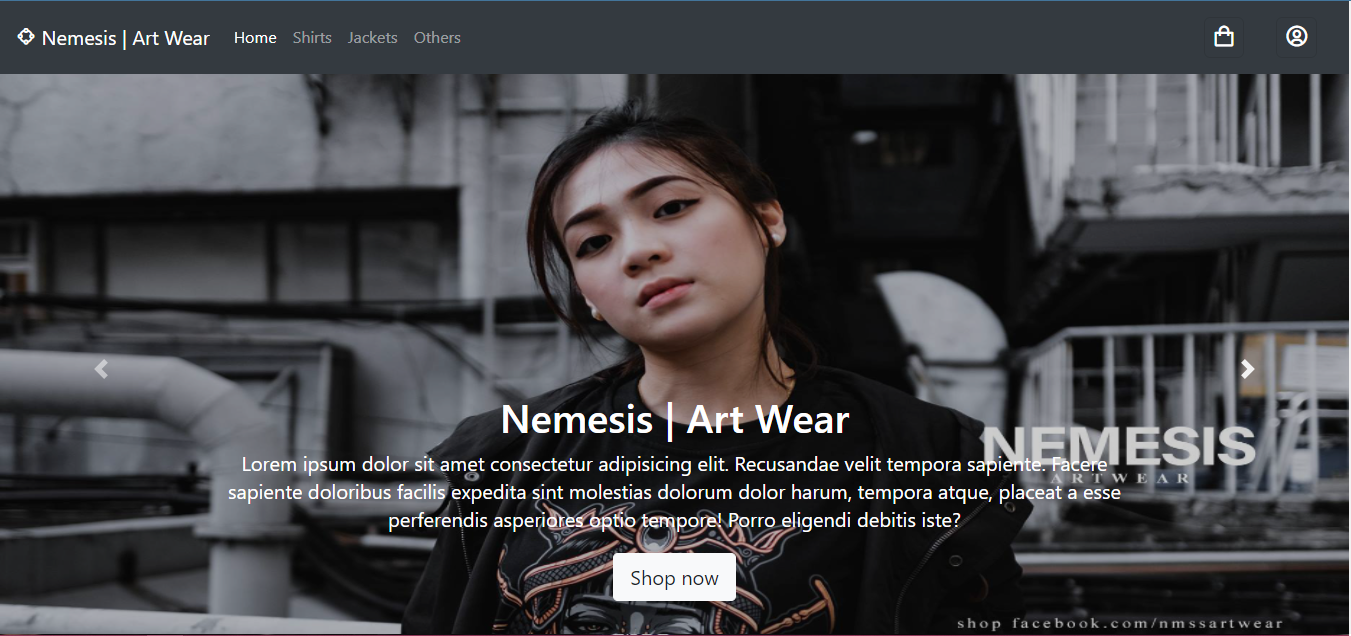 Nemesis | Art Wear Home Shirts Jackets Others
Nemesis | Art Wear
NEMESIS
ARTWEAR
Lorem ipsum dolor sit amet consectetur adipisicing elit. Recusandae velit tempora sapiente. Facere
sapiente doloribus facilis expedita sint molestias dolorum dolor harum, tempora atque, placeat a esse
perferendis asperiores optio tempore! Porro eligendi debitis iste?
Shop now
shop facebook.com/nmssartwear